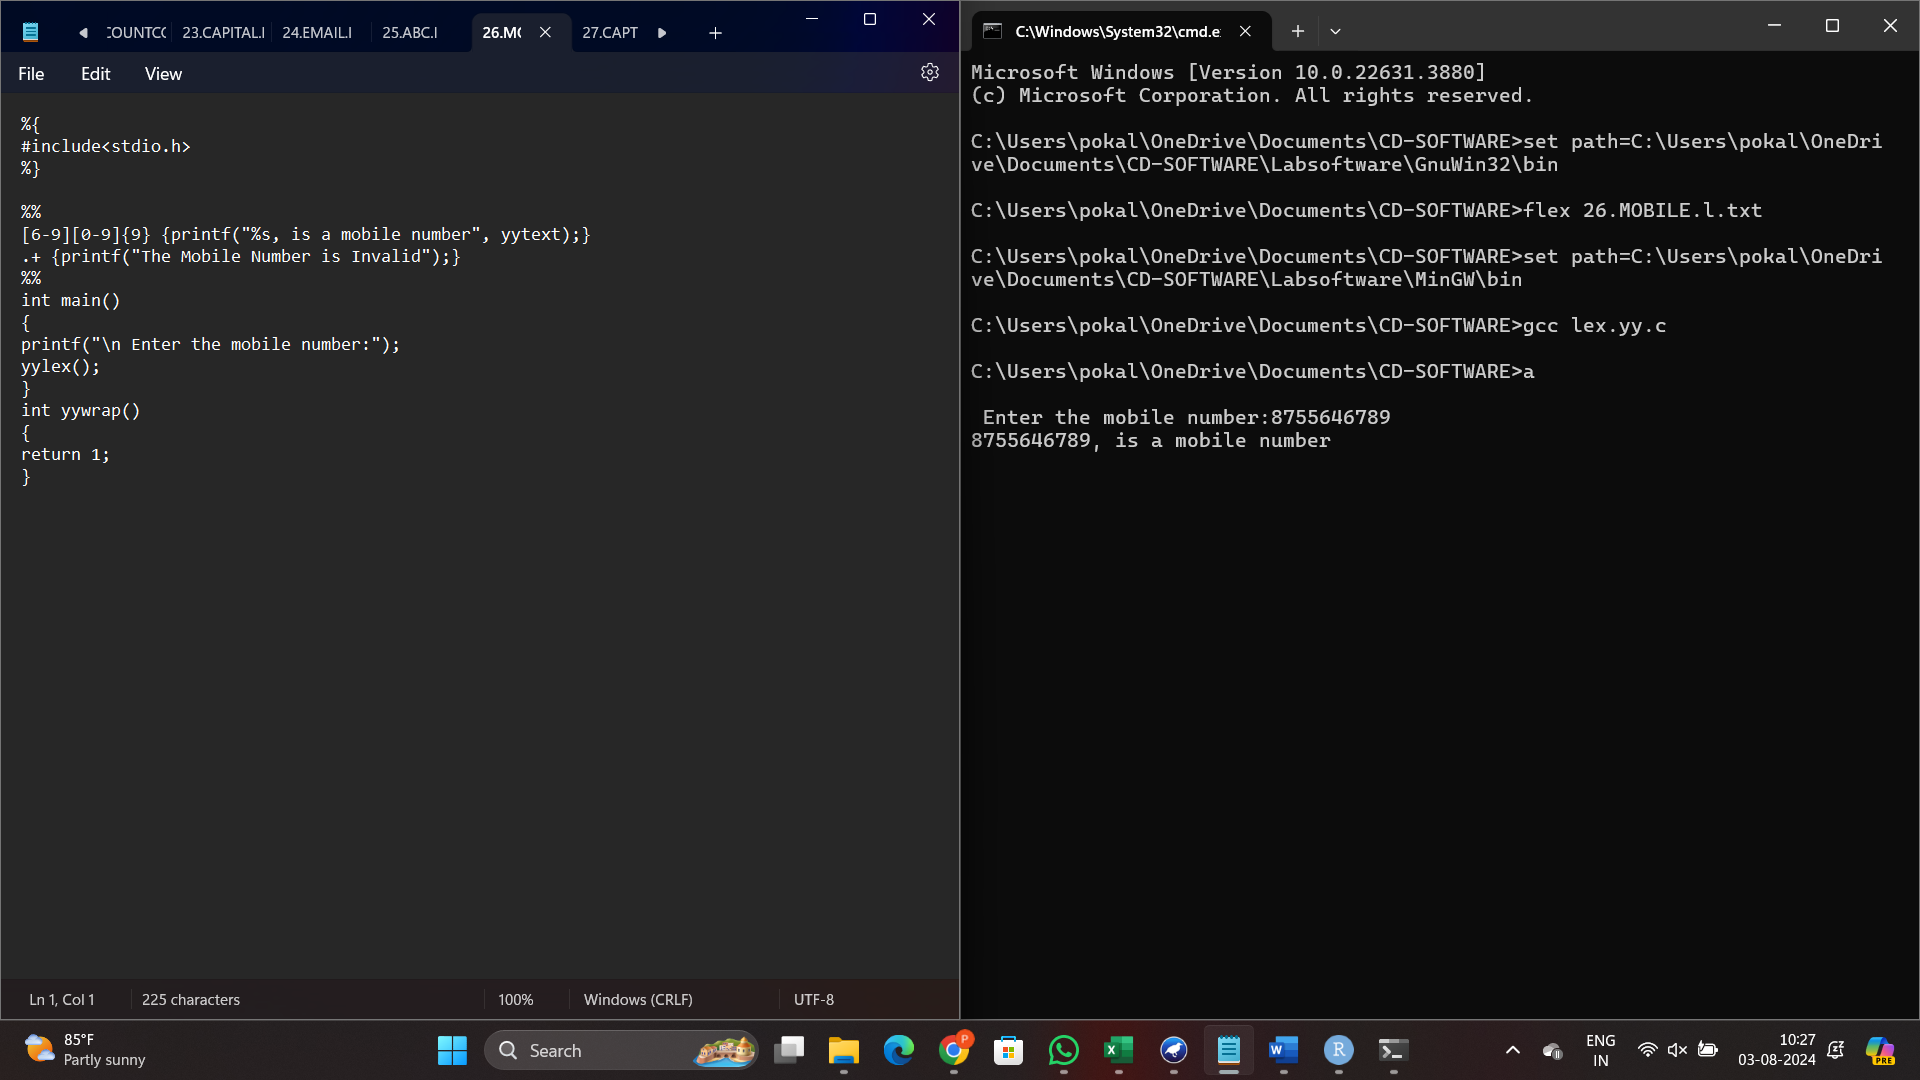 COUNTCO 23.CAPITAL.l 24.EMAIL.l 25.ABC.l 26.MO 27.CAPT
File Edit View
%{
#include<stdio.h>
%}
%%
[6-9][0-9]{9} {printf("%s, is a mobile number", yytext);}
.+ {printf("The Mobile Number is Invalid");}
%%
int main()
{
printf("\n Enter the mobile number:");
yylex();
}
int yywrap()
{
return 1;
}
Ln 1, Col 1 225 characters 100% Windows (CRLF) UTF-8
C:\Windows\System32\cmd.e
Microsoft Windows [Version 10.0.22631.3880]
(c) Microsoft Corporation. All rights reserved.
C:\Users\pokal\OneDrive\Documents\CD-SOFTWARE>set path=C:\Users\pokal\OneDri
ve\Documents\CD-SOFTWARE\Labsoftware\GnuWin32\bin
C:\Users\pokal\OneDrive\Documents\CD-SOFTWARE>flex 26.MOBILE.l.txt
C:\Users\pokal\OneDrive\Documents\CD-SOFTWARE>set path=C:\Users\pokal\OneDri
ve\Documents\CD-SOFTWARE\Labsoftware\MinGW\bin
C:\Users\pokal\OneDrive\Documents\CD-SOFTWARE>gcc lex.yy.c
C:\Users\pokal\OneDrive\Documents\CD-SOFTWARE>a
Enter the mobile number:8755646789
8755646789, is a mobile number
85°F
Partly sunny
Search
P
W
R
ENG
IN
10:27
03-08-2024
PRE